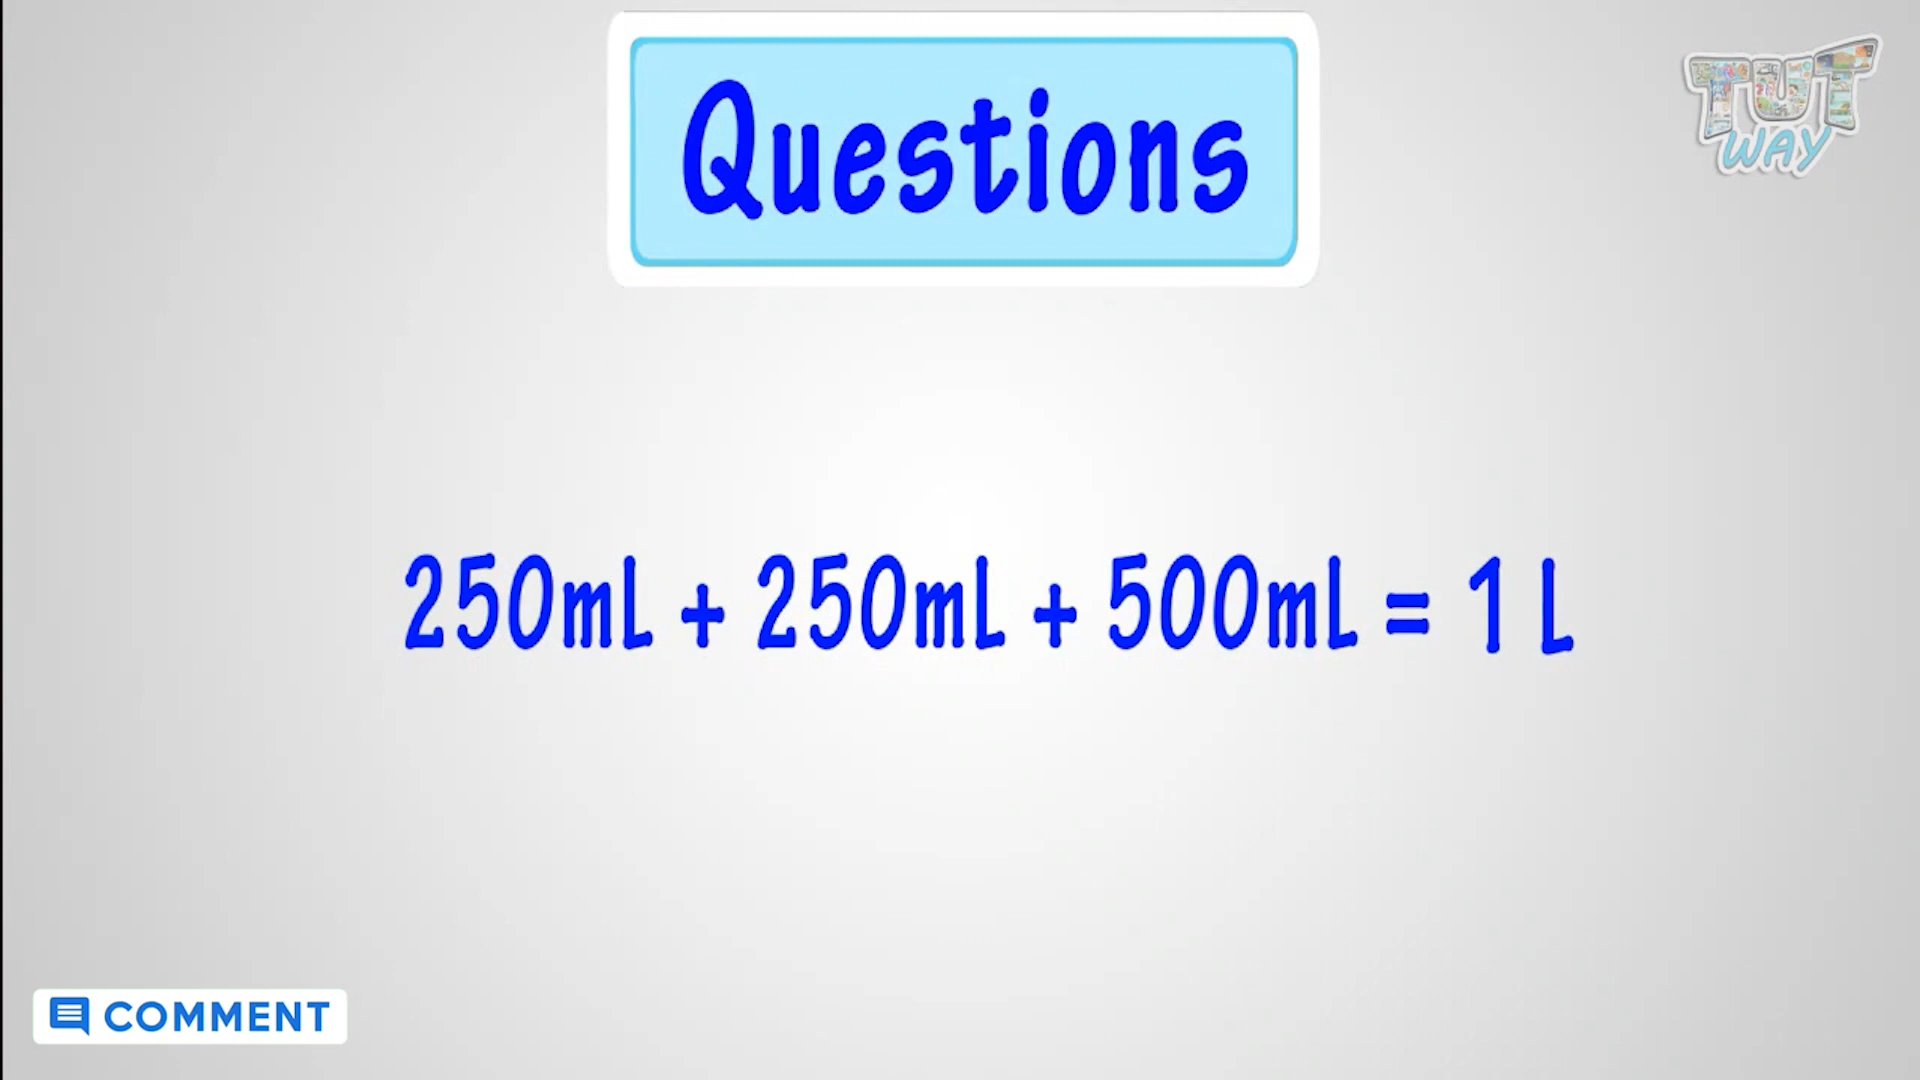 Questions
TUT
WAY
250mL + 250mL + 500mL = 1 L
COMMENT